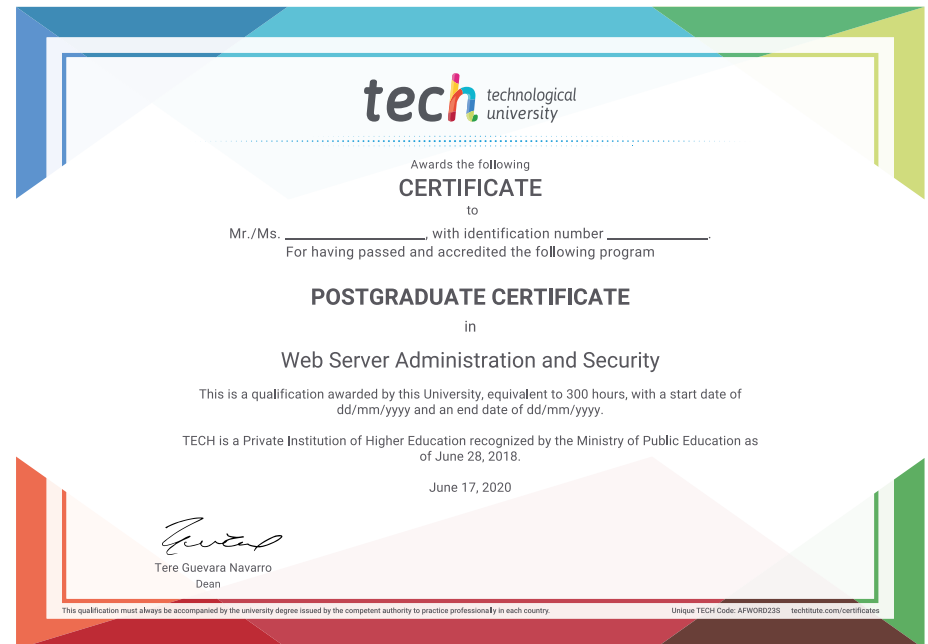 tech technological
university
Awards the following
CERTIFICATE
to
Mr./Ms. ____________________, with identification number ______________.
For having passed and accredited the following program
POSTGRADUATE CERTIFICATE
in
Web Server Administration and Security
This is a qualification awarded by this University, equivalent to 300 hours, with a start date of
dd/mm/yyyy and an end date of dd/mm/yyyy.
TECH is a Private Institution of Higher Education recognized by the Ministry of Public Education as
of June 28, 2018.
June 17, 2020
Tere Guevara Navarro
Dean
This qualification must always be accompanied by the university degree issued by the competent authority to practice professionally in each country.
Unique TECH Code: AFWORD23S techtitute.com/certificates